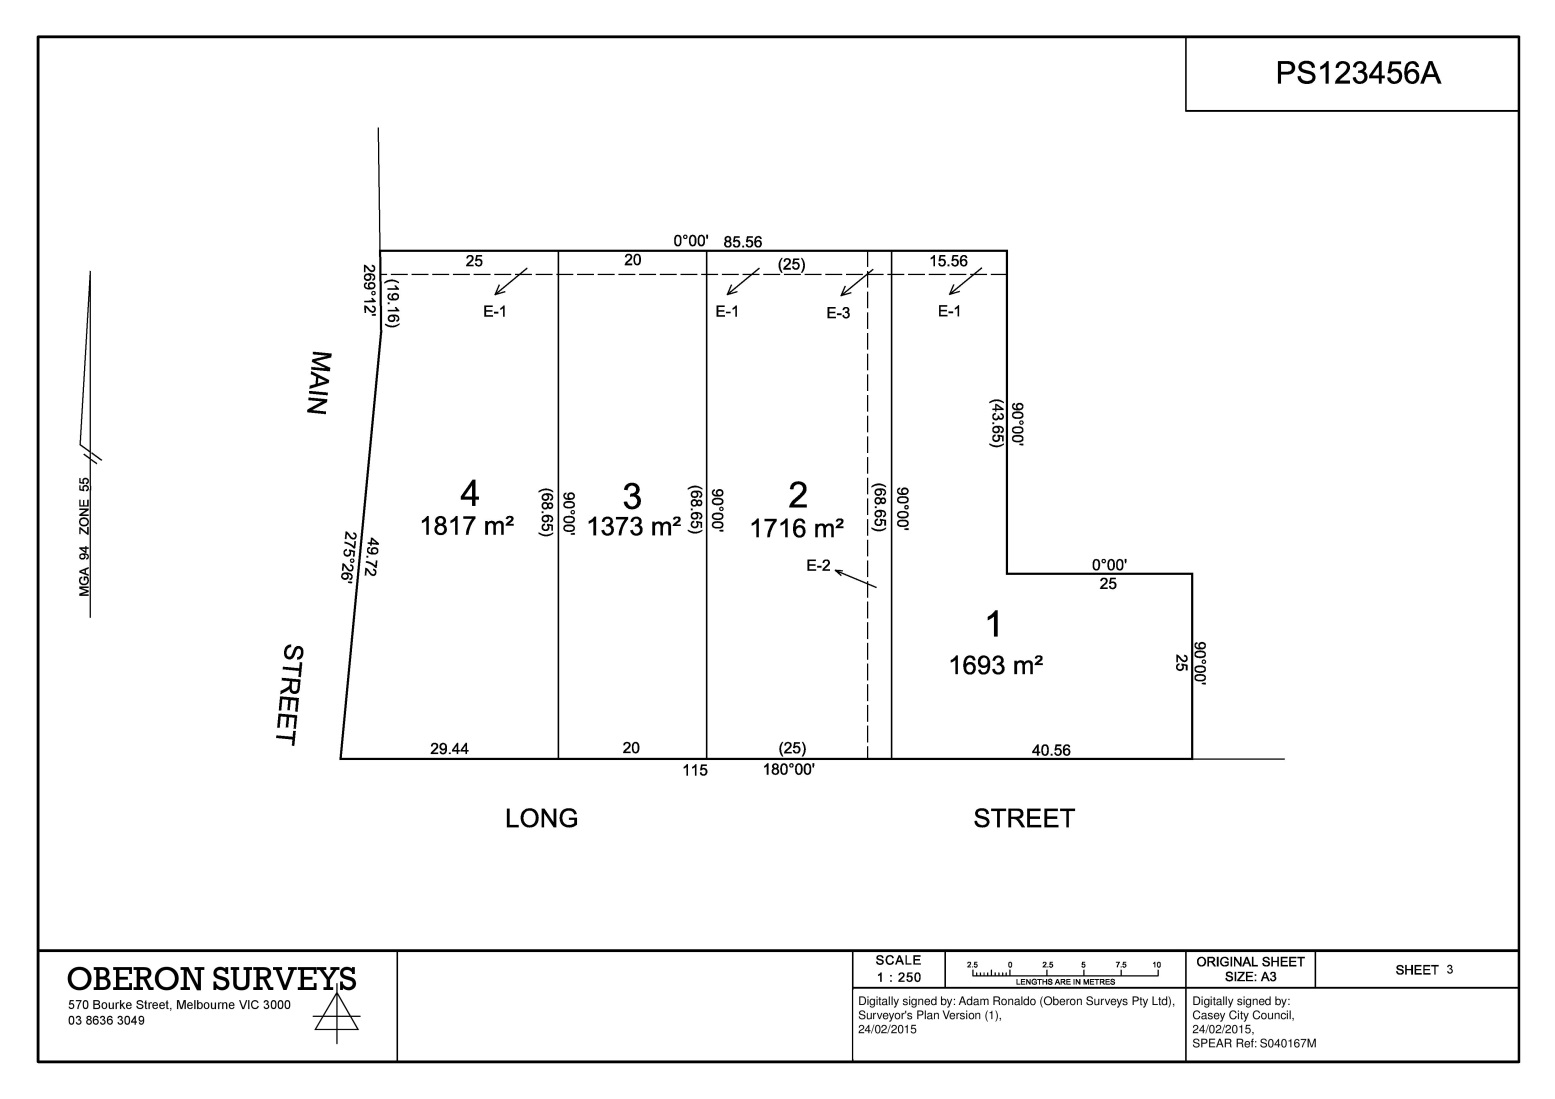 PS123456A
0°00' 85.56
25
20
(25)
15.56
269°12'
(19.16)
E-1
E-1
E-3
E-1
MAIN
(43.65)
90°00'
MGA 94 ZONE 55
4
1817 m²
(68.65)
90°00'
3
1373 m²
(68.65)
90°00'
2
1716 m²
(68.65)
90°00'
275°26'
49.72
E-2
0°00'
25
1
1693 m²
25
90°00'
STREET
29.44
20
(25)
40.56
115
180°00'
LONG
STREET
OBERON SURVEYS
570 Bourke Street, Melbourne VIC 3000
03 8636 3049
SCALE
1 : 250
2.5 0 2.5 5 7.5 10
LENGTHS ARE IN METRES
ORIGINAL SHEET
SIZE: A3
SHEET 3
Digitally signed by: Adam Ronaldo (Oberon Surveys Pty Ltd),
Surveyor's Plan Version (1),
24/02/2015
Digitally signed by:
Casey City Council,
24/02/2015,
SPEAR Ref: S040167M